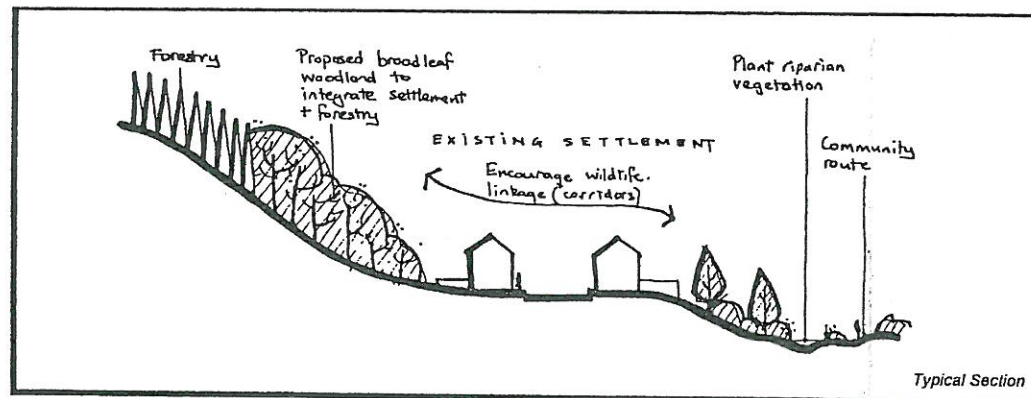 Forestry
Proposed broadleaf
woodland to
integrate settlement
+ forestry
EXISTING SETTLEMENT
Encourage wildlife.
linkage (corridors)
Plant riparian
vegetation
Community
route
Typical Section